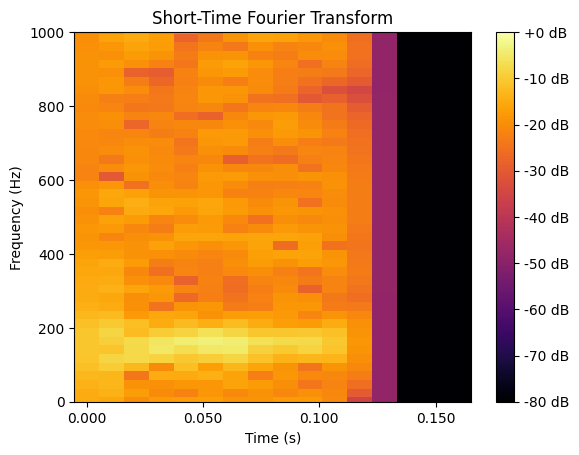 Short-Time Fourier Transform
1000
800
600
400
200
0
Frequency (Hz)
0.000
0.050
0.100
0.150
Time (s)
+0 dB
-10 dB
-20 dB
-30 dB
-40 dB
-50 dB
-60 dB
-70 dB
-80 dB